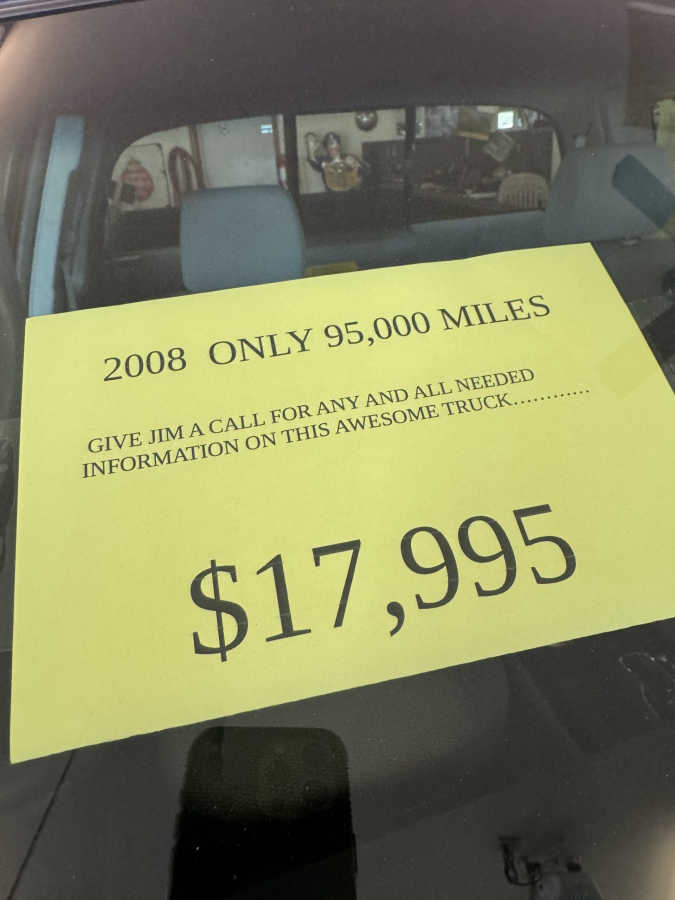 2008 ONLY 95,000 MILES
GIVE JIM A CALL FOR ANY AND ALL NEEDED
INFORMATION ON THIS AWESOME TRUCK............
$17,995